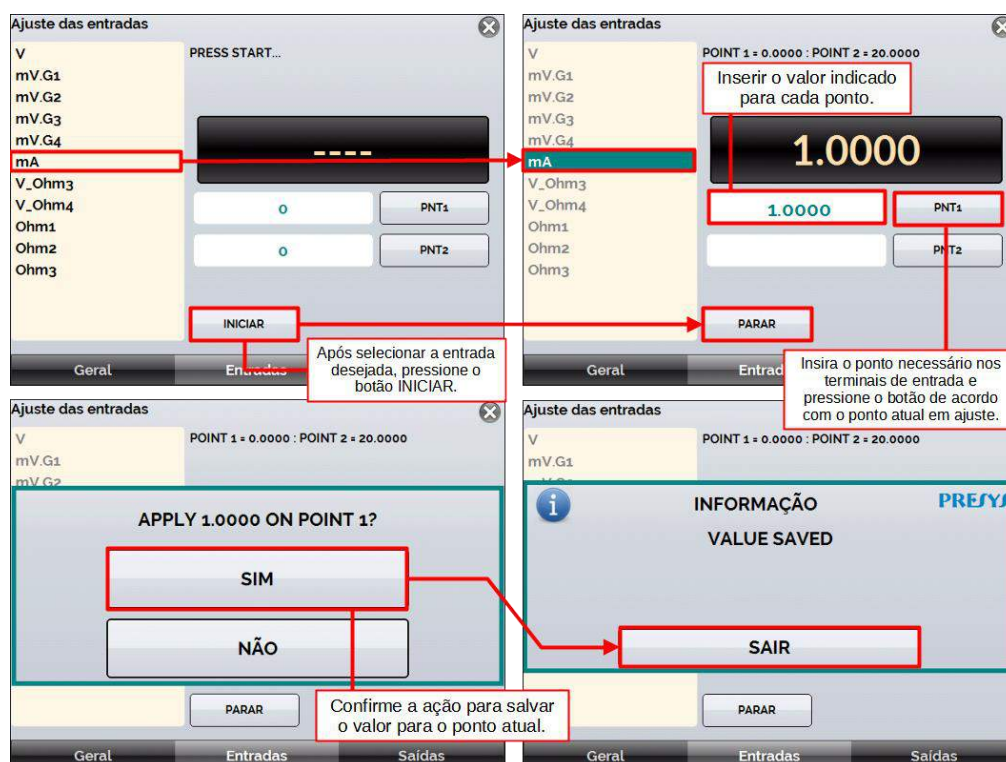 Ajuste das entradas
V
mV.G1
mV.G2
mV.G3
mV.G4
mA
V_Ohm3
V_Ohm4
Ohm1
Ohm2
Ohm3
PRESS START...
----
0
PNT1
0
PNT2
INICIAR
Após selecionar a entrada
desejada, pressione o
botão INICIAR.
Geral
Ajuste das entradas
V
mV.G1
mV.G2
mV.G3
mV.G4
mA
V_Ohm3
V_Ohm4
Ohm1
Ohm2
Ohm3
POINT 1 = 0.0000 : POINT 2 = 20.0000
Inserir o valor indicado
para cada ponto.
1.0000
1.0000
PNT1
PNT2
PARAR
Insira o ponto necessário nos
terminais de entrada e
pressione o botão de acordo
com o ponto atual em ajuste.
Geral
Ajuste das entradas
V
mV.G1
mV.G2
POINT 1 = 0.0000 : POINT 2 = 20.0000
APPLY 1.0000 ON POINT 1?
SIM
NÃO
PARAR
Confirme a ação para salvar
o valor para o ponto atual.
Geral
Entradas
Saídas
Ajuste das entradas
V
mV.G1
POINT 1 = 0.0000 : POINT 2 = 20.0000
i
INFORMAÇÃO
PRESYS
VALUE SAVED
SAIR
PARAR
Geral
Entradas
Saídas